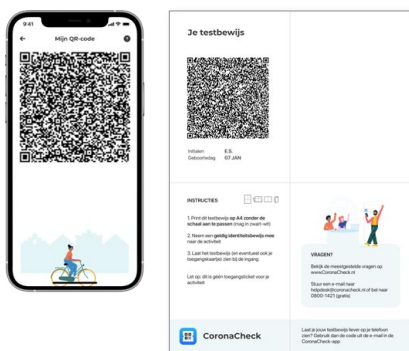 9:41
Mijn QR-code
Je testbewijs
Initialen E.S.
Geboortedag 07 JAN
INSTRUCTIES
1. Print dit testbewijs op A4 zonder de
schaal aan te passen (mag in zwart-wit)
2. Neem een geldig identiteitsbewijs mee
naar de activiteit
3. Laat het testbewijs (en eventueel ook je
toegangskaartje) zien bij de ingang
Let op: dit is géén toegangsticket voor je
activiteit
VRAGEN?
Bekijk de meestgestelde vragen op
www.CoronaCheck.nl
Stuur een e-mail naar
helpdesk@coronacheck.nl of bel naar
0800-1421 (gratis)
CoronaCheck
Laat je jouw testbewijs liever op je telefoon
zien? Gebruik dan de code uit de e-mail in de
CoronaCheck-app